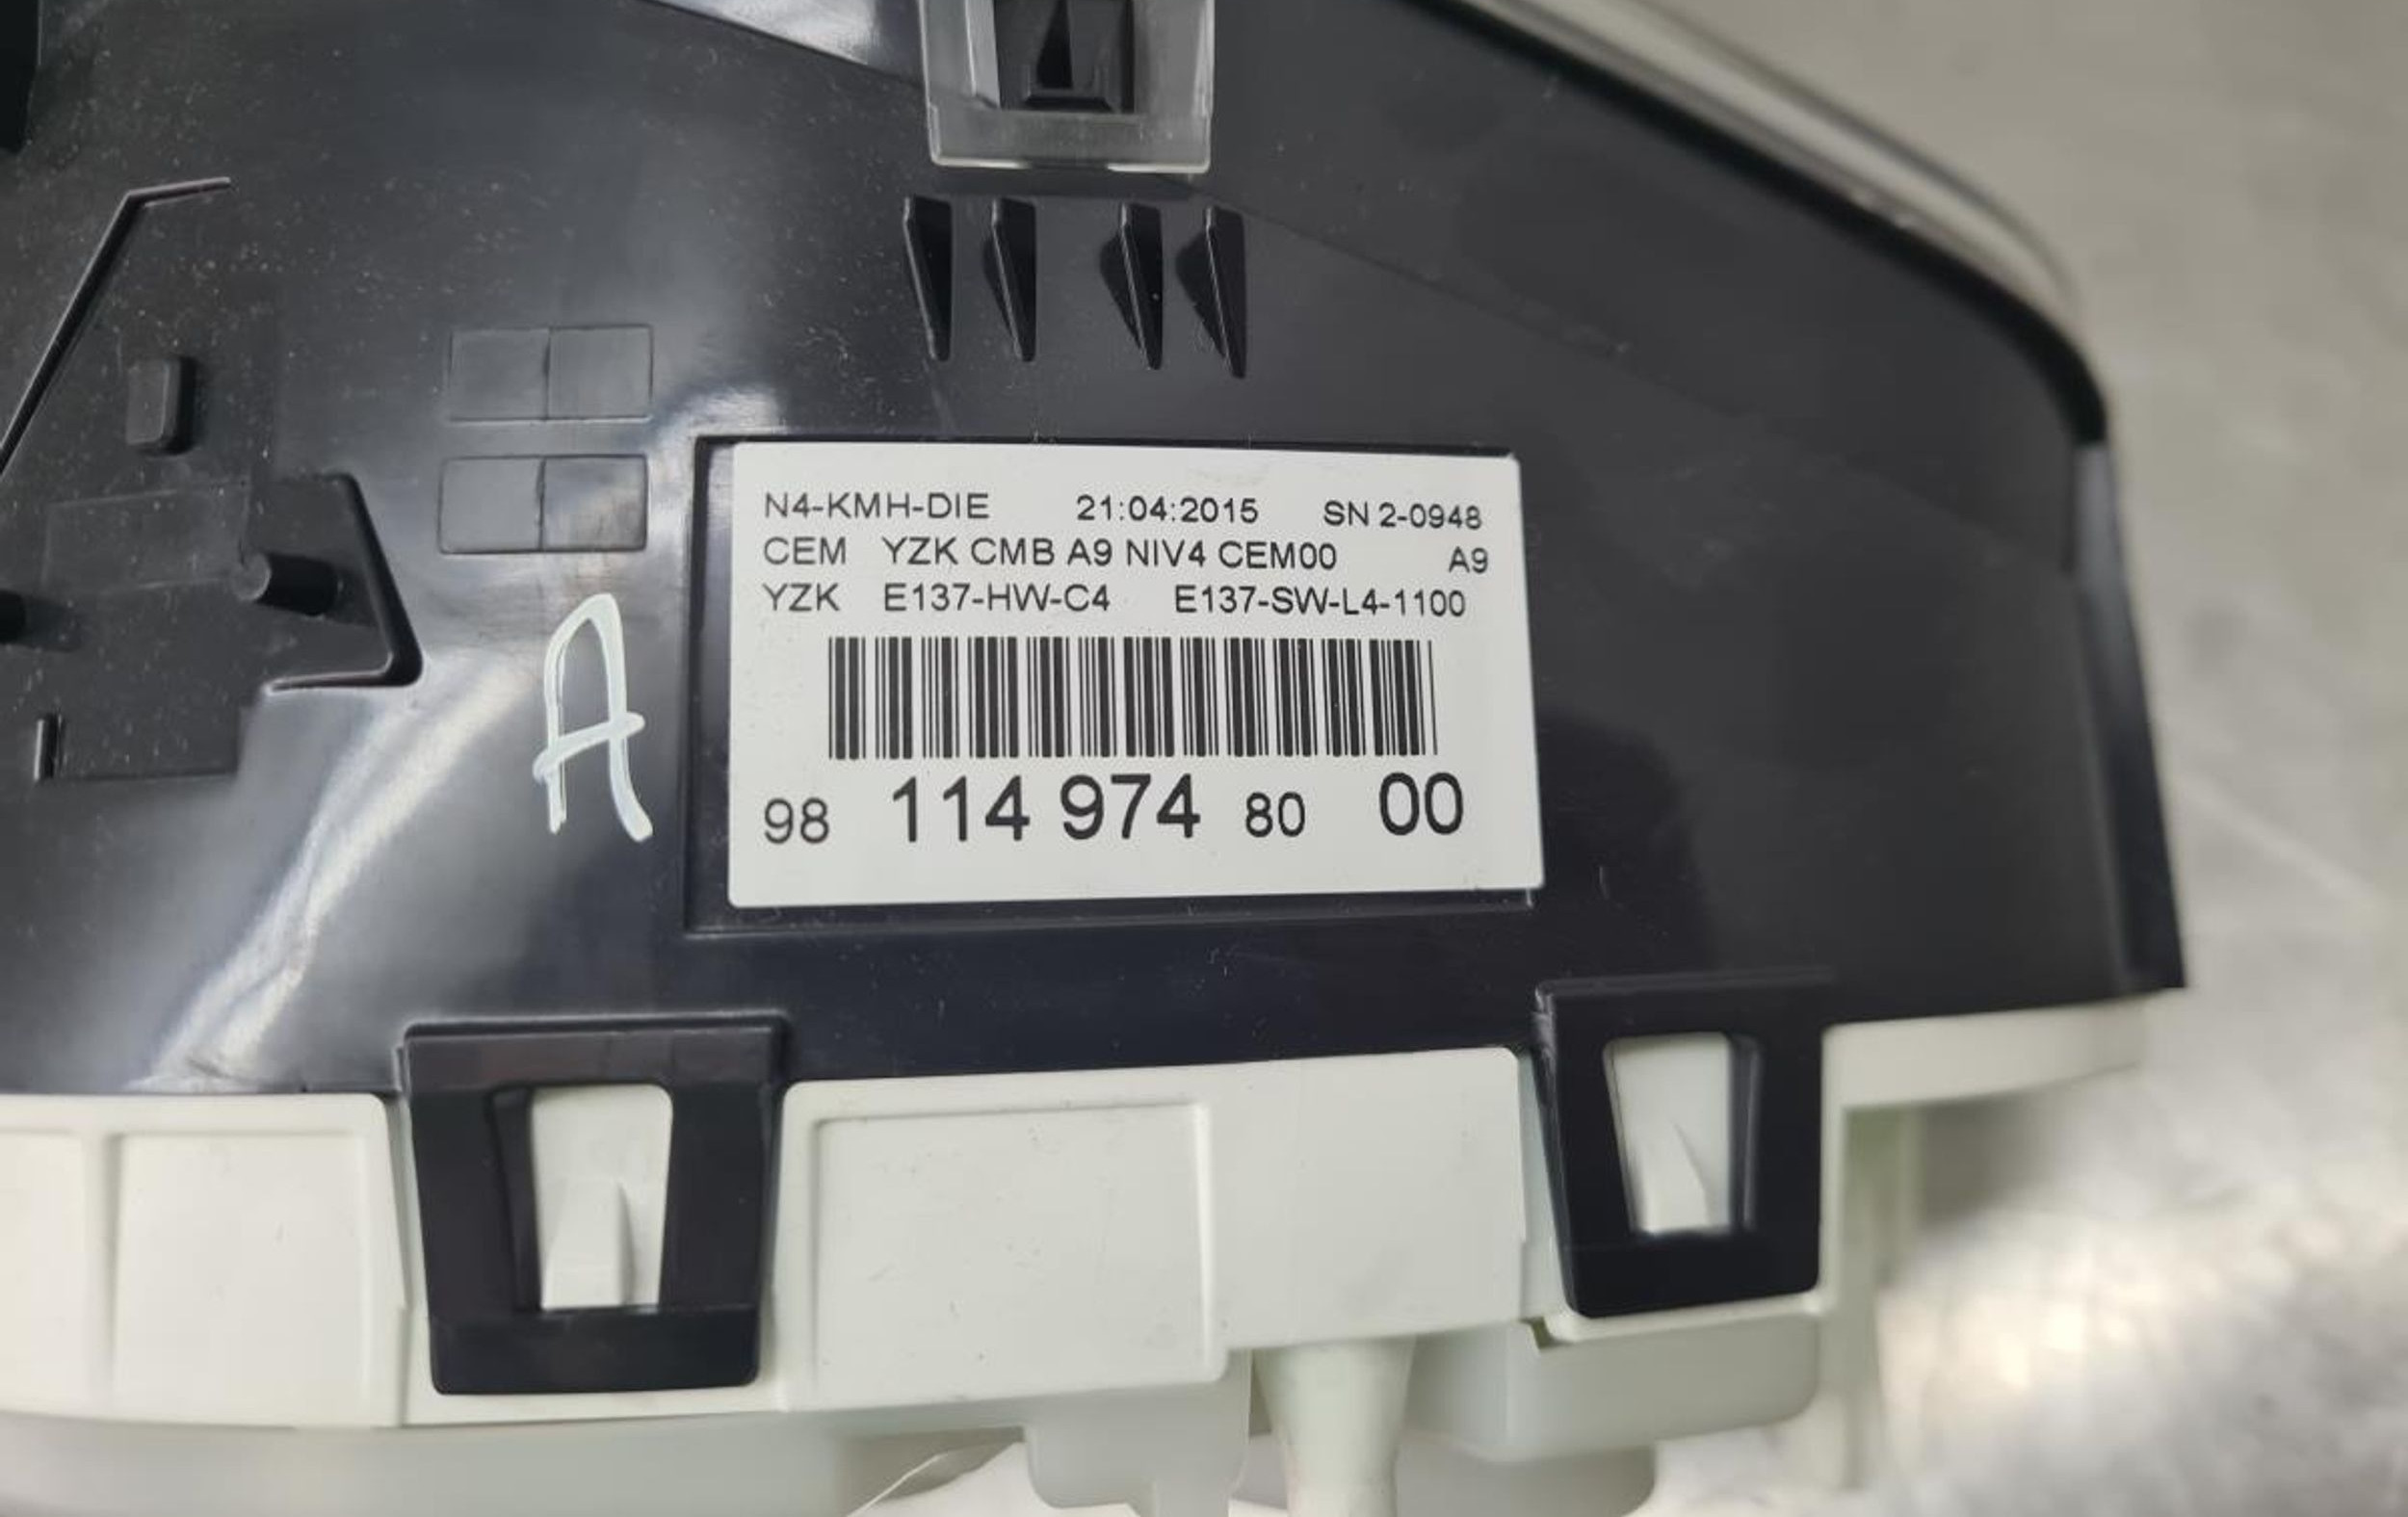 N4-KMH-DIE 21:04:2015 SN 2-0948
CEM YZK CMB A9 NIV4 CEM00 A9
YZK E137-HW-C4 E137-SW-L4-1100
A
98 114 974 80 00